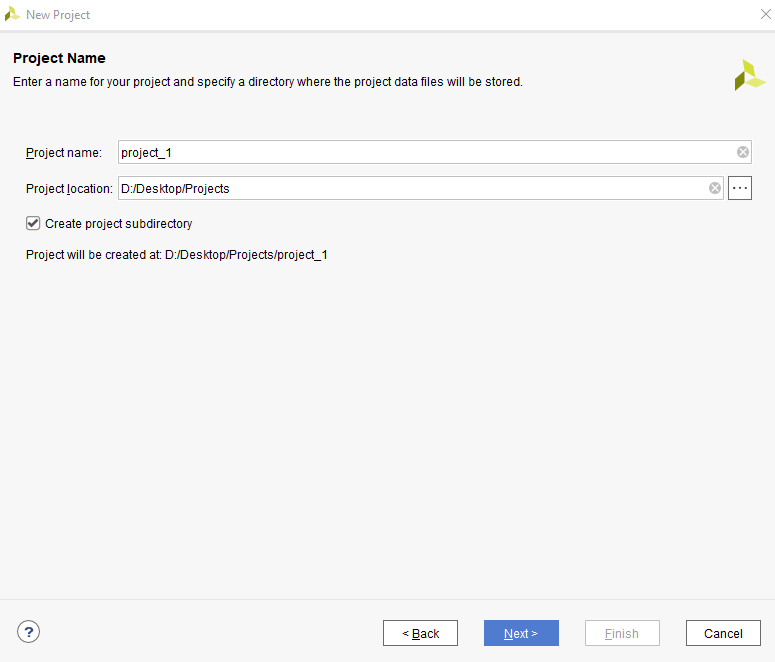 New Project
Project Name
Enter a name for your project and specify a directory where the project data files will be stored.
Project name: project_1
Project location: D:/Desktop/Projects ...
Create project subdirectory
Project will be created at: D:/Desktop/Projects/project_1
? < Back Next > Finish Cancel